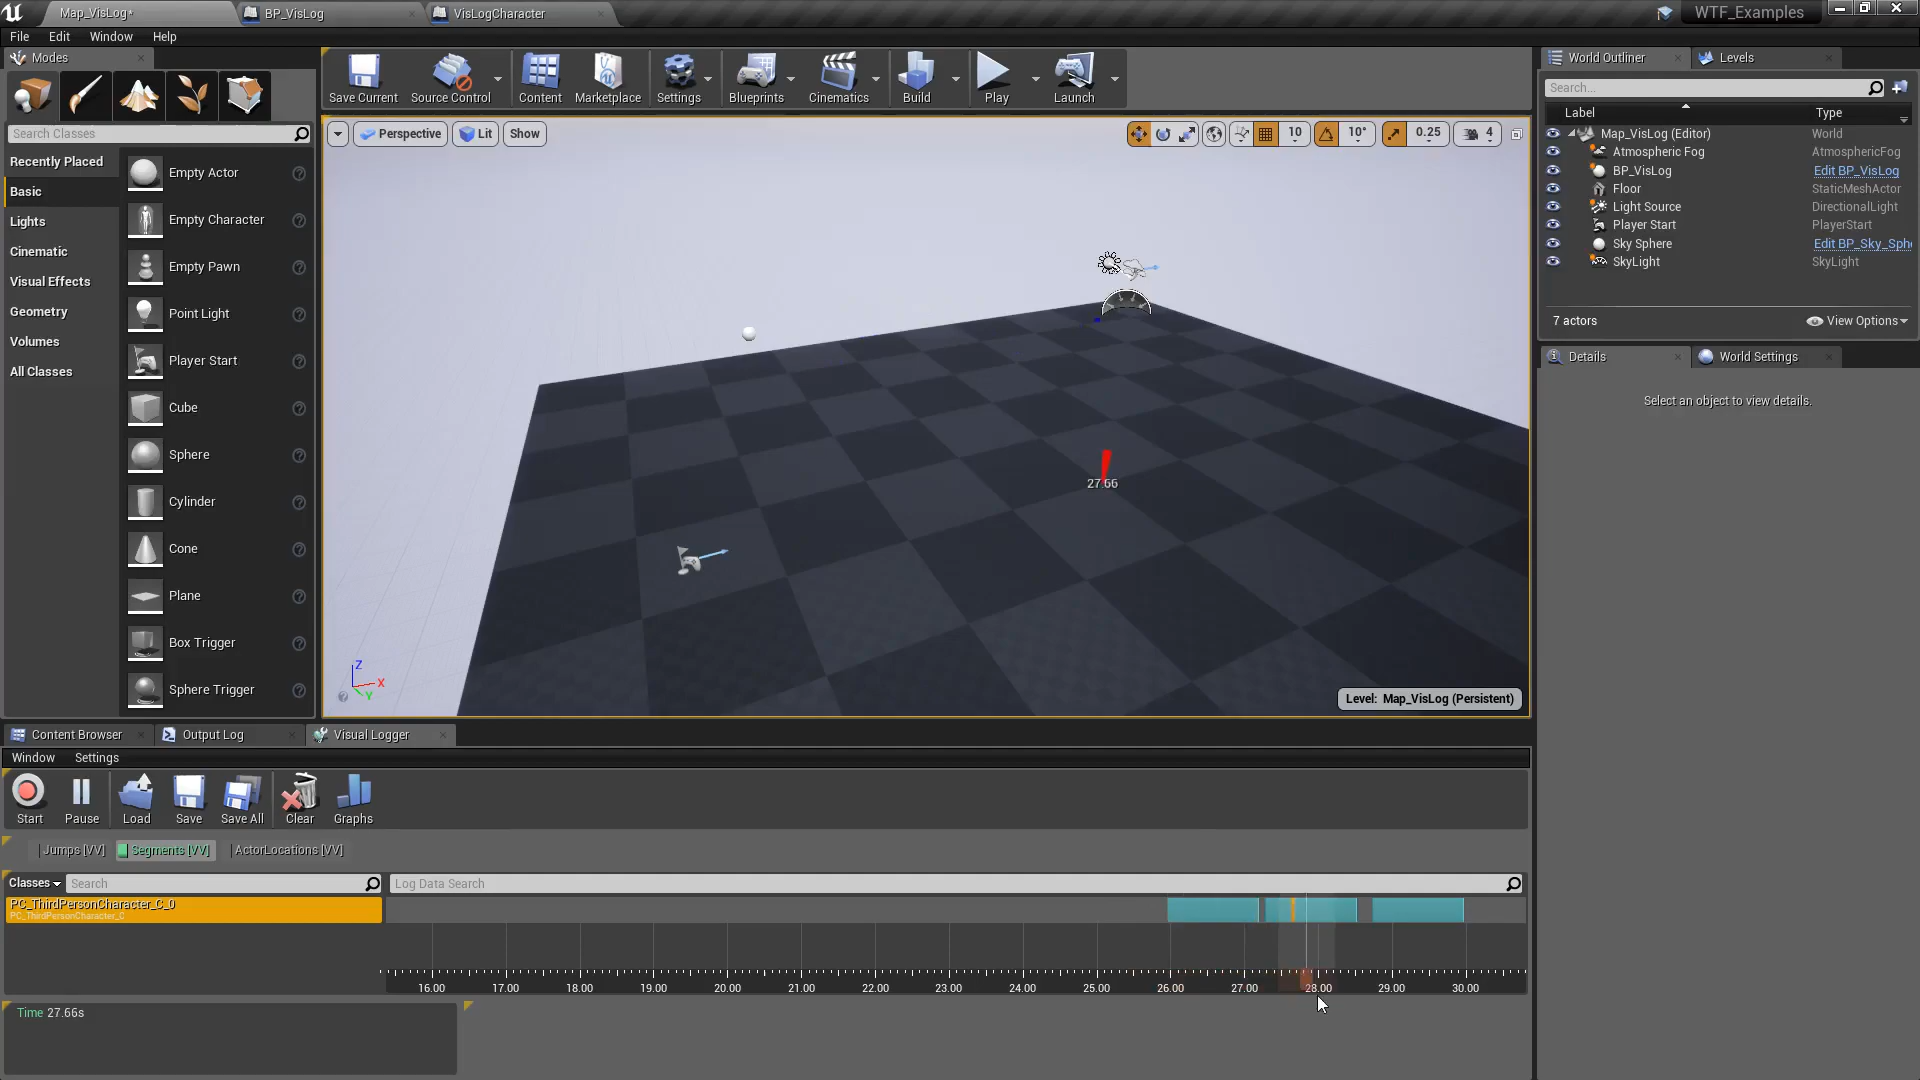 Map_VisLog*
BP_VisLog
VisLogCharacter
WTF_Examples
File Edit Window Help
Modes
Search Classes
Recently Placed
Basic
Lights
Cinematic
Visual Effects
Geometry
Volumes
All Classes
Empty Actor
Empty Character
Empty Pawn
Point Light
Player Start
Cube
Sphere
Cylinder
Cone
Plane
Box Trigger
Sphere Trigger
Save Current Source Control Content Marketplace Settings Blueprints Cinematics Build Play Launch
Perspective Lit Show
10 10° 0.25 4
27.66
Z
X
Y
Level: Map_VisLog (Persistent)
World Outliner Levels
Search...
Label Type
Map_VisLog (Editor) World
Atmospheric Fog AtmosphericFog
BP_VisLog Edit BP_VisLog
Floor StaticMeshActor
Light Source DirectionalLight
Player Start PlayerStart
Sky Sphere Edit BP_Sky_Sph
SkyLight SkyLight
7 actors View Options
Details World Settings
Select an object to view details.
Content Browser Output Log Visual Logger
Window Settings
Start Pause Load Save Save All Clear Graphs
Jumps [VV] Segments [VV] ActorLocations [VV]
Classes Search Log Data Search
PC_ThirdPersonCharacter_C_0
PC_ThirdPersonCharacter_C
16.00 17.00 18.00 19.00 20.00 21.00 22.00 23.00 24.00 25.00 26.00 27.00 28.00 29.00 30.00
Time 27.66s